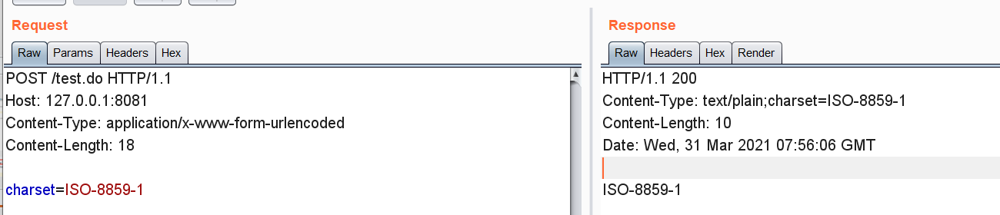 Request
Raw Params Headers Hex
POST /test.do HTTP/1.1
Host: 127.0.0.1:8081
Content-Type: application/x-www-form-urlencoded
Content-Length: 18
charset=ISO-8859-1
Response
Raw Headers Hex Render
HTTP/1.1 200
Content-Type: text/plain;charset=ISO-8859-1
Content-Length: 10
Date: Wed, 31 Mar 2021 07:56:06 GMT
ISO-8859-1